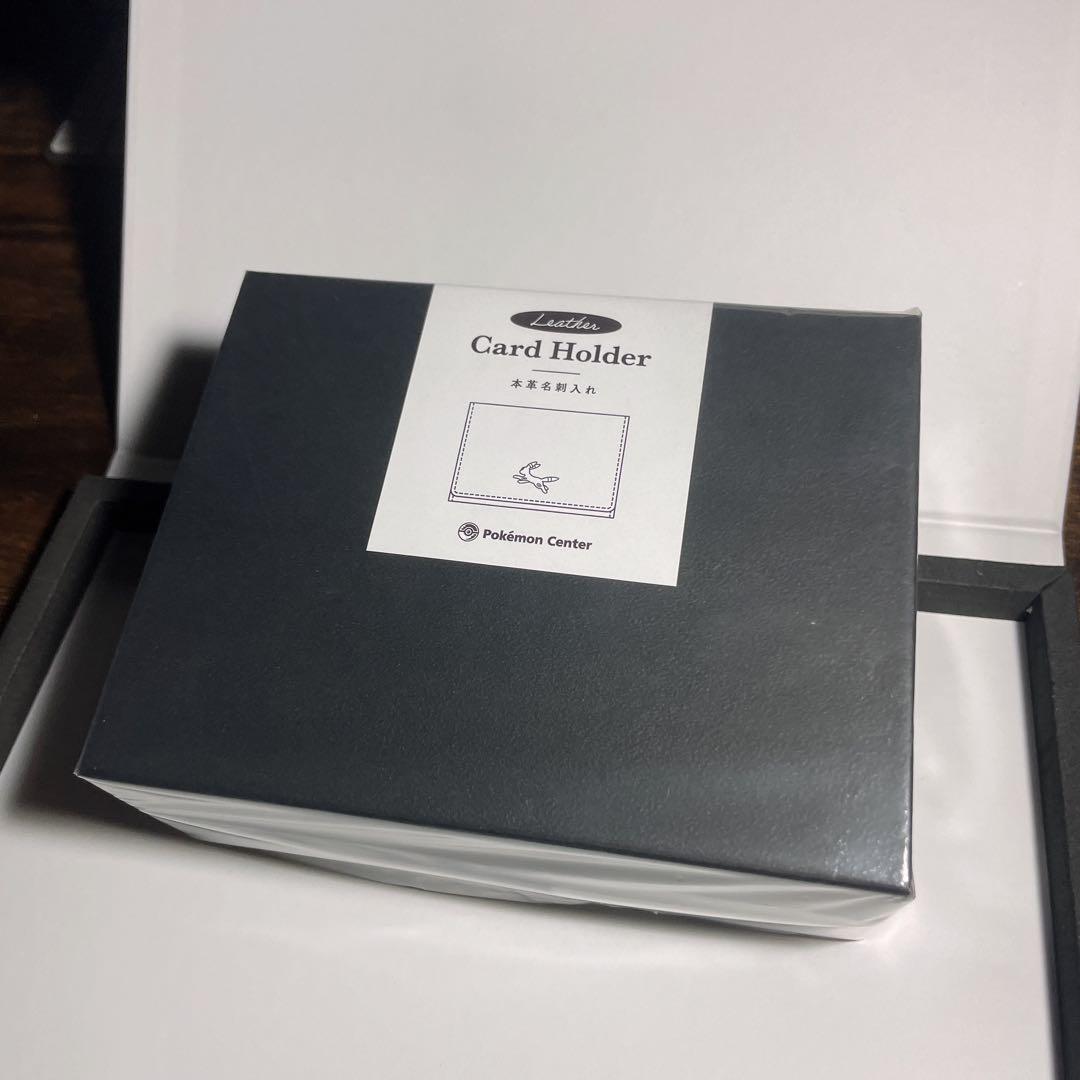 Leather
Card Holder
本革名刺入れ
Pokémon Center